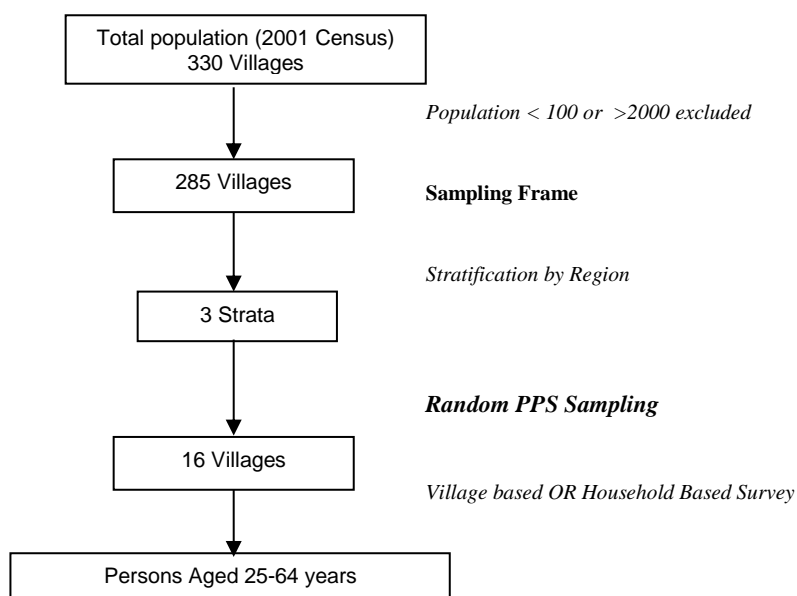 Total population (2001 Census)
330 Villages
Population < 100 or >2000 excluded
285 Villages
Sampling Frame
Stratification by Region
3 Strata
Random PPS Sampling
16 Villages
Village based OR Household Based Survey
Persons Aged 25-64 years